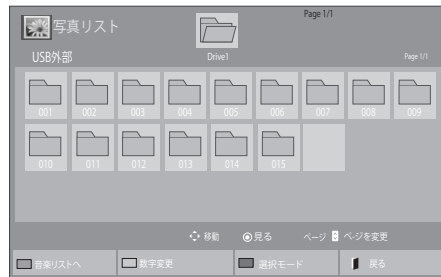 写真リスト
Page 1/1
USB外部
Drive1
Page 1/1
001 002 003 004 005 006 007 008 009
010 011 012 013 014 015
移動 見る ページ ページを変更
音楽リストへ 数字変更 選択モード 戻る